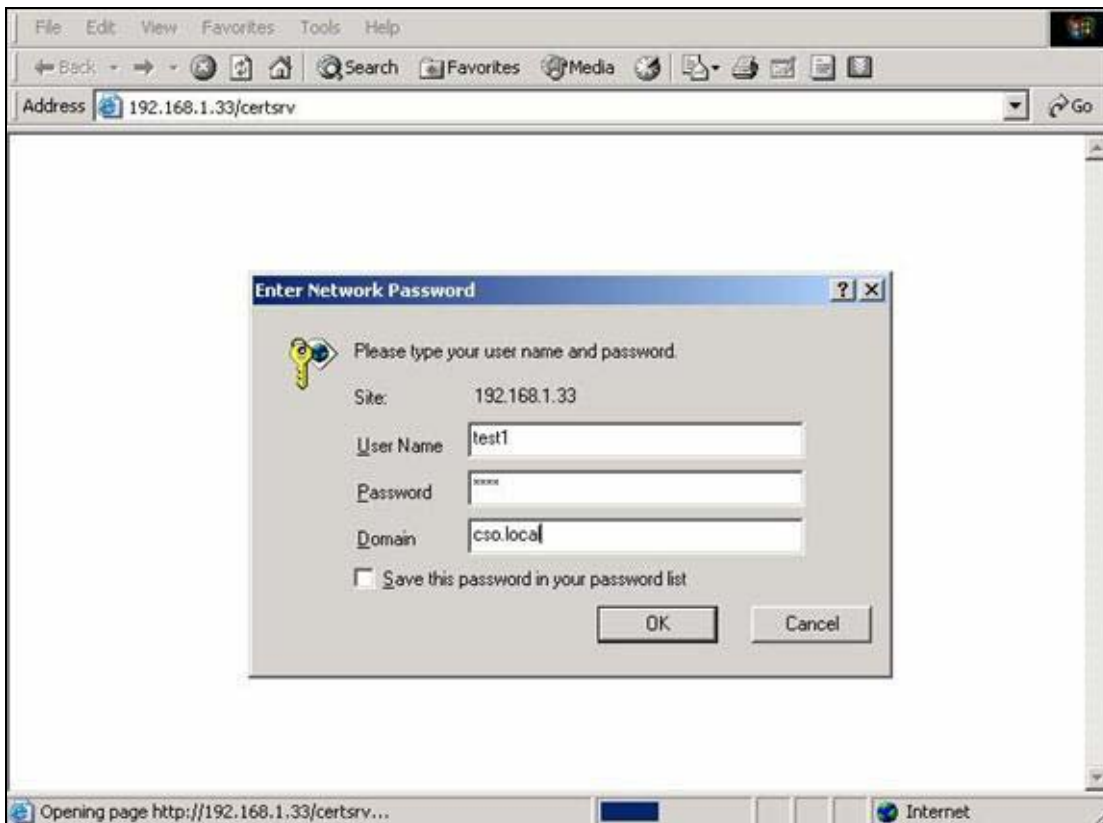 File Edit View Favorites Tools Help
Back Search Favorites Media
Address 192.168.1.33/certsrv Go
Enter Network Password
Please type your user name and password.
Site: 192.168.1.33
User Name test1
Password ****
Domain cso.local
Save this password in your password list
OK Cancel
Opening page http://192.168.1.33/certsrv... Internet